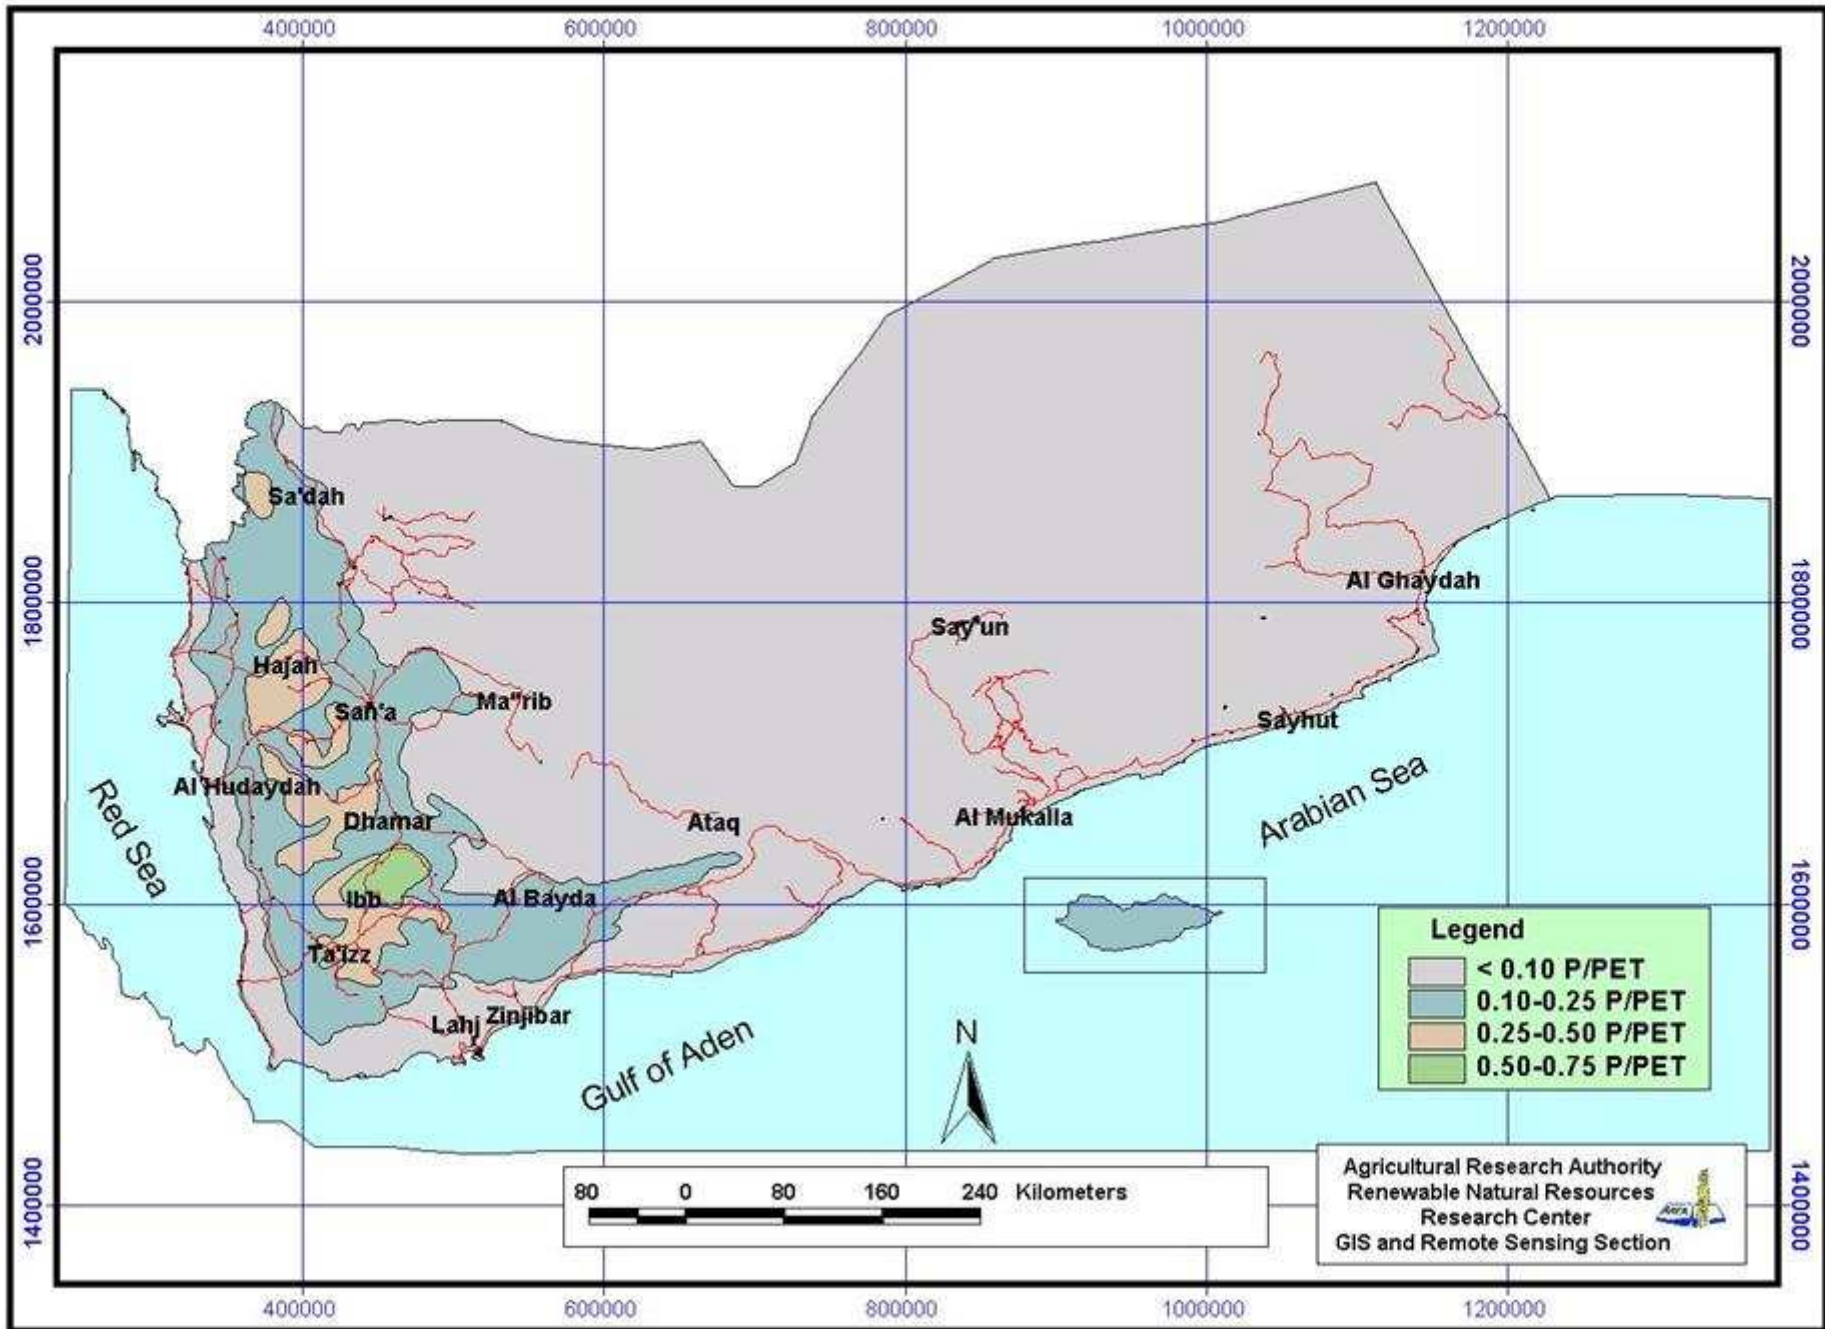 400000 600000 800000 1000000 1200000
2000000 2000000
Sa'dah
1800000 1800000
Al Ghaydah
Say'un
Hajah
Ma"rib
San'a
Sayhut
Al Hudaydah
Red Sea
Arabian Sea
Dhamar
Ataq
Al Mukalla
1600000 1600000
Ibb
Al Bayda
Ta'izz
Lahj
Zinjibar
Gulf of Aden
N
Legend
< 0.10 P/PET
0.10-0.25 P/PET
0.25-0.50 P/PET
0.50-0.75 P/PET
80 0 80 160 240 Kilometers
Agricultural Research Authority
Renewable Natural Resources
Research Center
GIS and Remote Sensing Section
1400000 1400000
400000 600000 800000 1000000 1200000